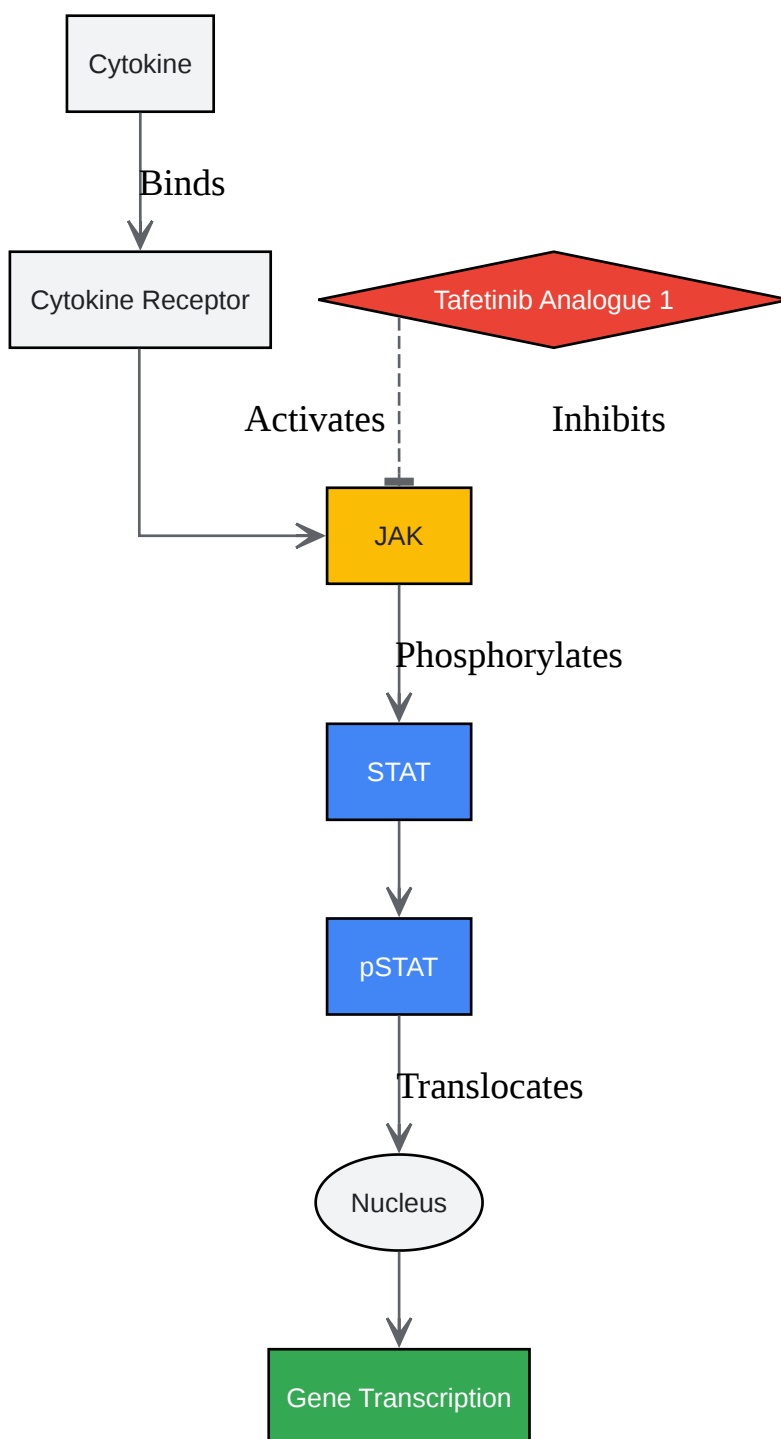 Cytokine
Binds
Cytokine Receptor
Tafetinib Analogue 1
Activates
Inhibits
JAK
Phosphorylates
STAT
pSTAT
Translocates
Nucleus
Gene Transcription